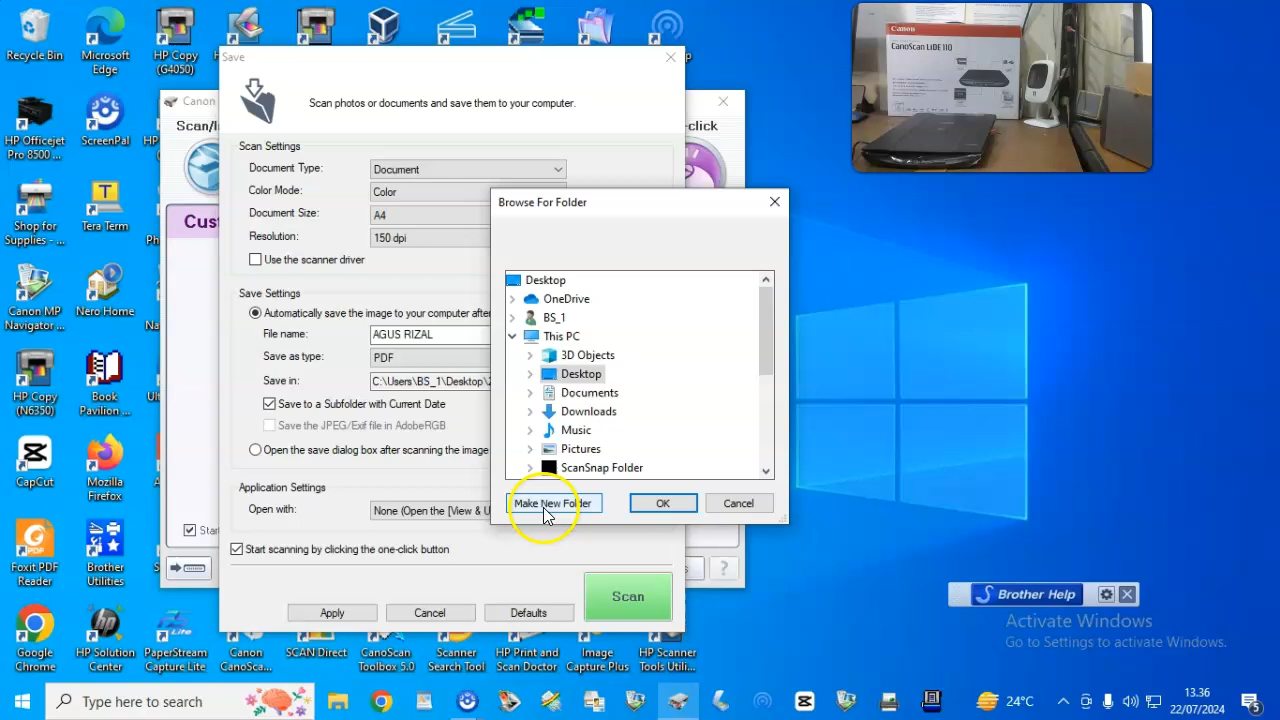 Recycle Bin
Microsoft Edge
HP Copy (G4050)
HP Officejet Pro 8500 ...
ScreenPal
Shop for Supplies - ...
Tera Term
Canon MP Navigator ...
Nero Home
HP Copy (N6350)
Book Pavilion ...
CapCut
Mozilla Firefox
Foxit PDF Reader
Brother Utilities
Google Chrome
HP Solution Center
PaperStream Capture Lite
Canon CanoSca...
SCAN Direct
CanoScan Toolbox 5.0
Scanner Search Tool
HP Print and Scan Doctor
Image Capture Plus
HP Scanner Tools Utili...
Canon
Scan/I
-click
Cust
Save
Scan photos or documents and save them to your computer.
Scan Settings
Document Type: Document
Color Mode: Color
Document Size: A4
Resolution: 150 dpi
Use the scanner driver
Save Settings
Automatically save the image to your computer after
File name: AGUS RIZAL
Save as type: PDF
Save in: C:\Users\BS_1\Desktop\
Save to a Subfolder with Current Date
Save the JPEG/Exif file in AdobeRGB
Open the save dialog box after scanning the image
Application Settings
Open with: None (Open the [View & U
Start scanning by clicking the one-click button
Apply
Cancel
Defaults
Scan
Browse For Folder
Desktop
OneDrive
BS_1
This PC
3D Objects
Desktop
Documents
Downloads
Music
Pictures
ScanSnap Folder
Make New Folder
OK
Cancel
Canon
CanoScan LiDE 110
Brother Help
Activate Windows
Go to Settings to activate Windows.
Type here to search
24°C
13.36
22/07/2024
5